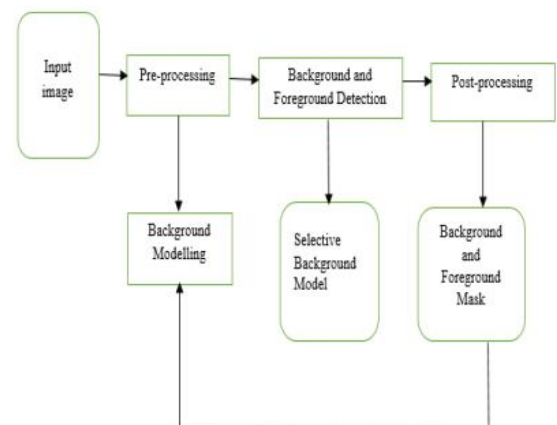 Input
image
Pre-processing
Background and
Foreground Detection
Post-processing
Background
Modelling
Selective
Background
Model
Background
and
Foreground
Mask